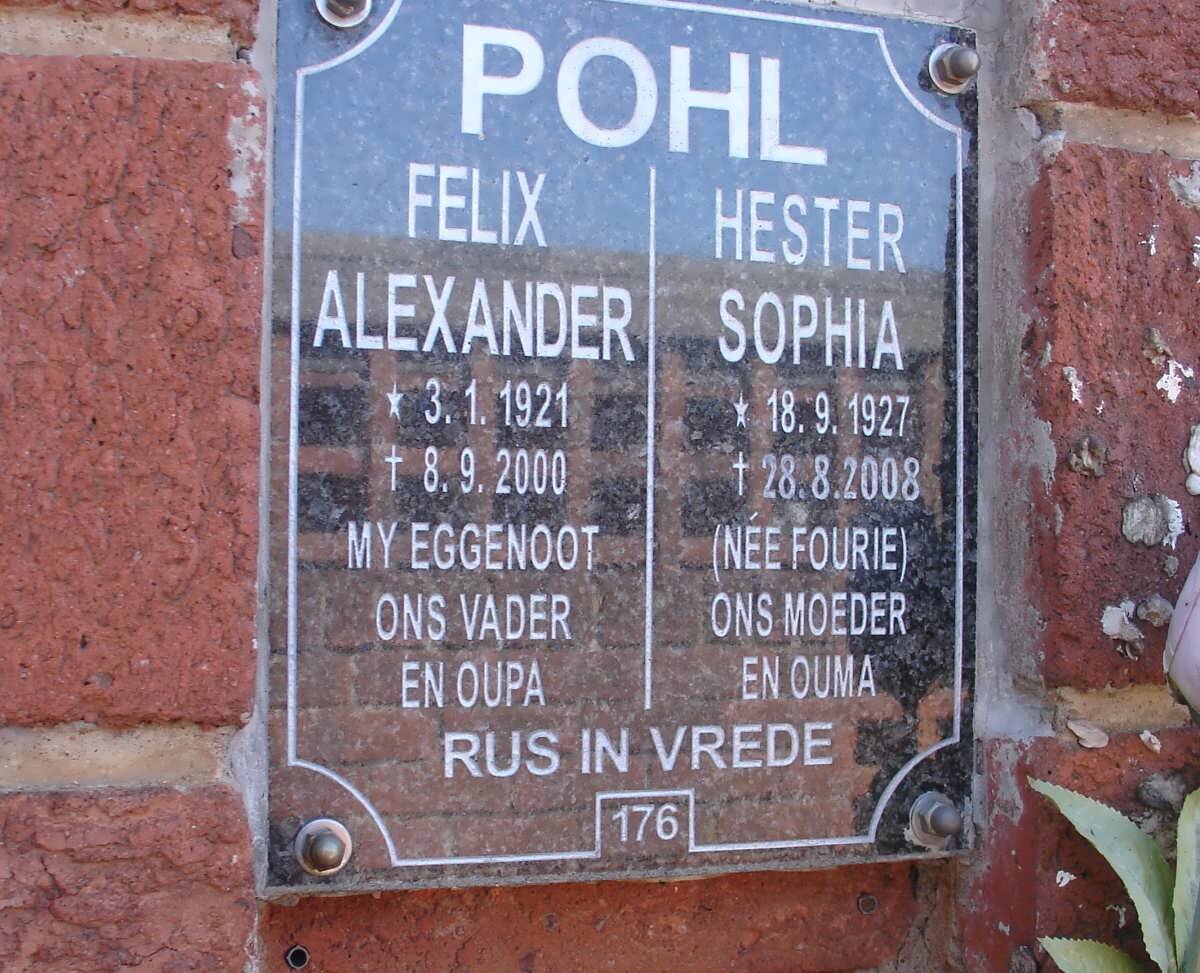 POHL
FELIX
ALEXANDER
★ 3. 1. 1921
† 8. 9. 2000
MY EGGENOOT
ONS VADER
EN OUPA
HESTER
SOPHIA
★ 18. 9. 1927
† 28.8.2008
(NÉE FOURIE)
ONS MOEDER
EN OUMA
RUS IN VREDE
176